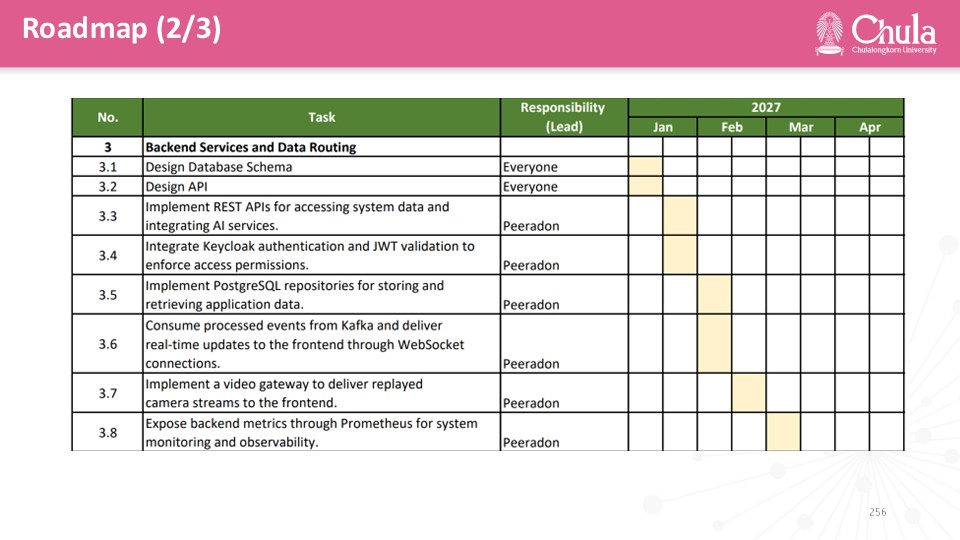 Roadmap (2/3)
Chula
Chulalongkorn University
No.
Task
Responsibility
(Lead)
2027
Jan
Feb
Mar
Apr
3
Backend Services and Data Routing
3.1
Design Database Schema
Everyone
3.2
Design API
Everyone
3.3
Implement REST APIs for accessing system data and
integrating AI services.
Peeradon
3.4
Integrate Keycloak authentication and JWT validation to
enforce access permissions.
Peeradon
3.5
Implement PostgreSQL repositories for storing and
retrieving application data.
Peeradon
3.6
Consume processed events from Kafka and deliver
real-time updates to the frontend through WebSocket
connections.
Peeradon
3.7
Implement a video gateway to deliver replayed
camera streams to the frontend.
Peeradon
3.8
Expose backend metrics through Prometheus for system
monitoring and observability.
Peeradon
256